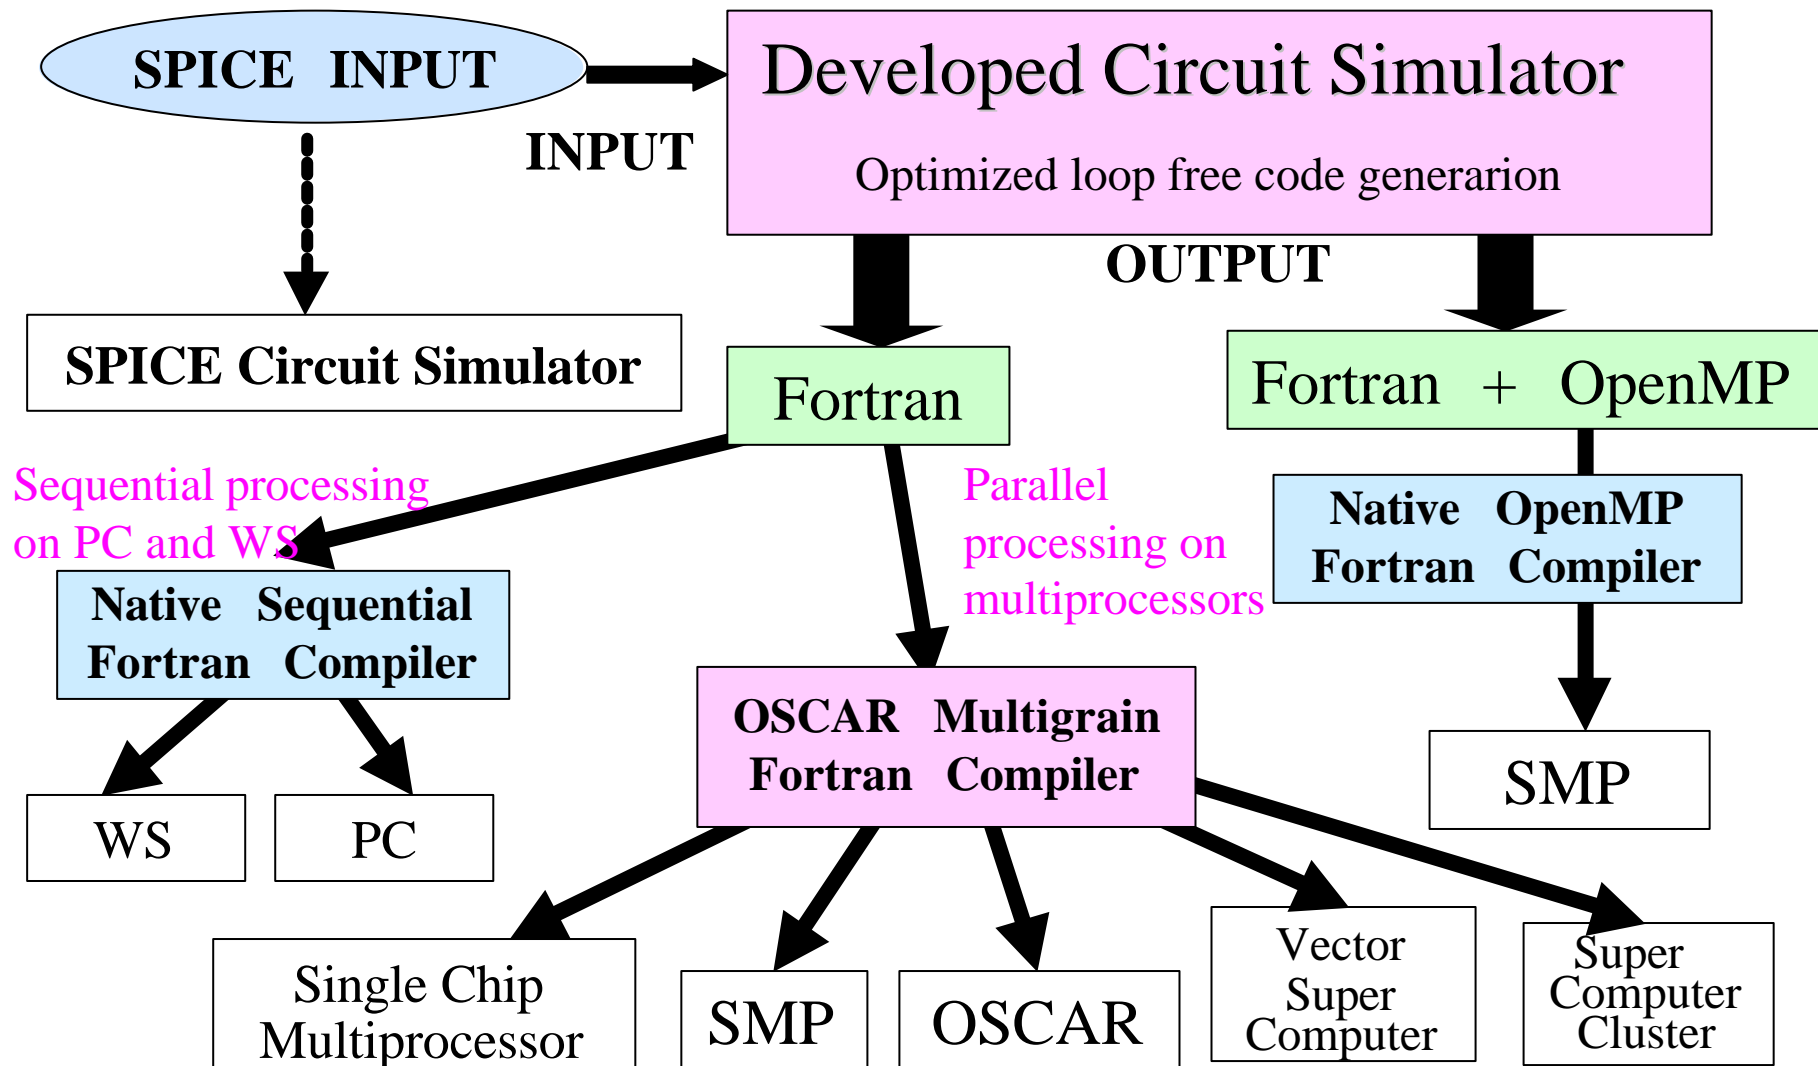 SPICE INPUT
Developed Circuit Simulator
INPUT
Optimized loop free code generarion
OUTPUT
SPICE Circuit Simulator
Fortran
Fortran + OpenMP
Sequential processing
on PC and WS
Parallel
processing on
multiprocessors
Native OpenMP
Fortran Compiler
Native Sequential
Fortran Compiler
OSCAR Multigrain
Fortran Compiler
SMP
WS
PC
Single Chip
Multiprocessor
SMP
OSCAR
Vector
Super
Computer
Super
Computer
Cluster